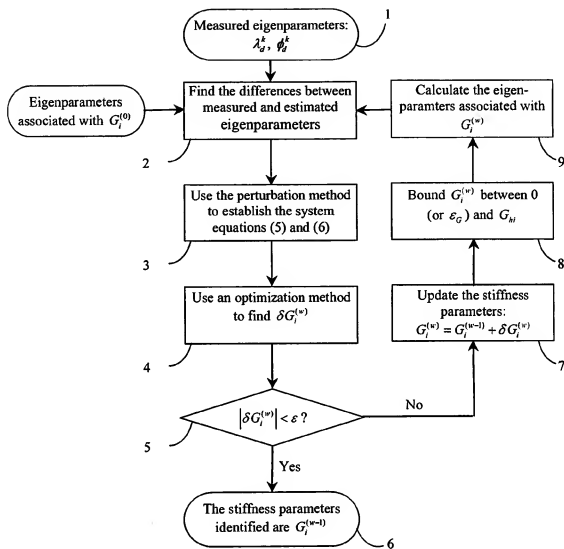 Measured eigenparameters:
λ_d^k, ϕ_d^k
1
Eigenparameters
associated with G_i^(0)
Find the differences between
measured and estimated
eigenparameters
2
Use the perturbation method
to establish the system
equations (5) and (6)
3
Use an optimization method
to find δG_i^(w)
4
|δG_i^(w)| < ε ?
5
No
Yes
The stiffness parameters
identified are G_i^(w-1)
6
Update the stiffness
parameters:
G_i^(w) = G_i^(w-1) + δG_i^(w)
7
Bound G_i^(w) between 0
(or ε_G) and G_hi
8
Calculate the eigen-
paramters associated with
G_i^(w)
9